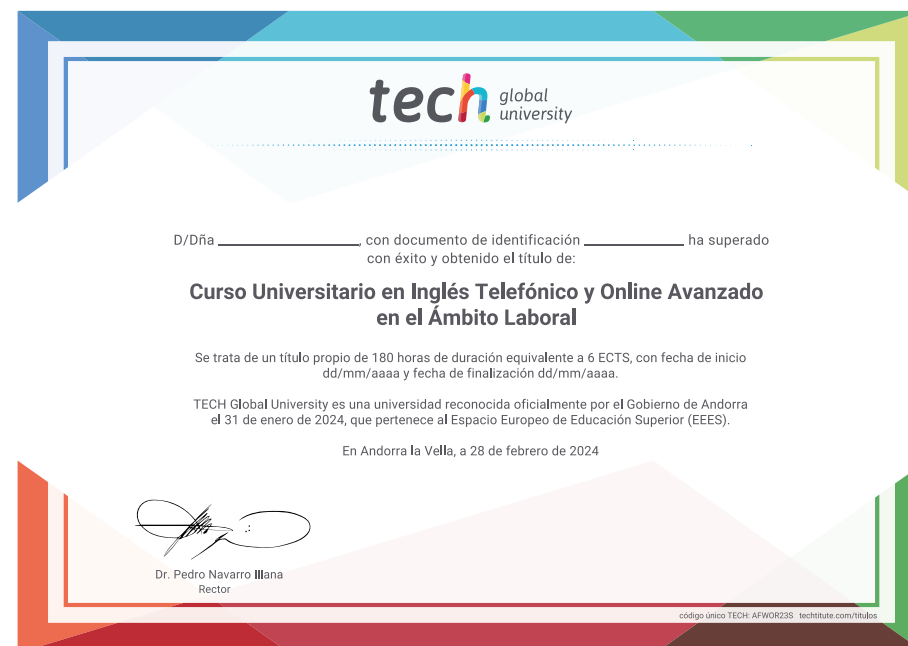 tech global university
D/Dña ____________________, con documento de identificación ______________ ha superado
con éxito y obtenido el título de:
Curso Universitario en Inglés Telefónico y Online Avanzado
en el Ámbito Laboral
Se trata de un título propio de 180 horas de duración equivalente a 6 ECTS, con fecha de inicio
dd/mm/aaaa y fecha de finalización dd/mm/aaaa.
TECH Global University es una universidad reconocida oficialmente por el Gobierno de Andorra
el 31 de enero de 2024, que pertenece al Espacio Europeo de Educación Superior (EEES).
En Andorra la Vella, a 28 de febrero de 2024
Dr. Pedro Navarro Illana
Rector
código único TECH: AFWOR23S techtitute.com/titulos